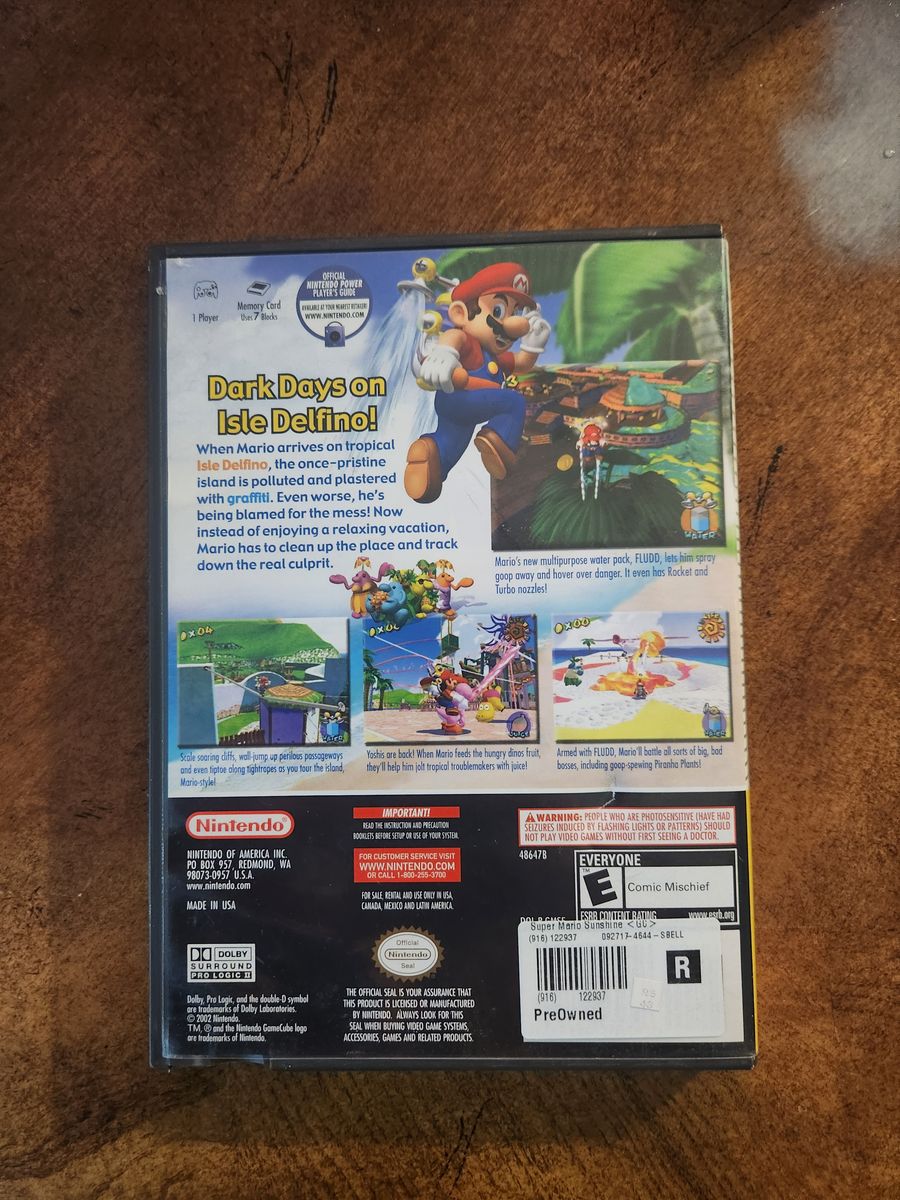 1 Player
Memory Card
Uses 7 Blocks
OFFICIAL
NINTENDO POWER
PLAYER'S GUIDE
AVAILABLE AT YOUR NEAREST RETAILER!
WWW.NINTENDO.COM
M
Dark Days on
Isle Delfino!
When Mario arrives on tropical
Isle Delfino, the once-pristine
island is polluted and plastered
with graffiti. Even worse, he's
being blamed for the mess! Now
instead of enjoying a relaxing vacation,
Mario has to clean up the place and track
down the real culprit.
WATER
Mario's new multipurpose water pack, FLUDD, lets him spray
goop away and hover over danger. It even has Rocket and
Turbo nozzles!
0x04
WATER
JUICE
0x00
WATER
Scale soaring cliffs, wall-jump up perilous passageways
and even tiptoe along tightropes as you tour the island,
Mario-style!
Yoshis are back! When Mario feeds the hungry dinos fruit,
they'll help him jolt tropical troublemakers with juice!
Armed with FLUDD, Mario'll battle all sorts of big, bad
bosses, including goop-spewing Piranha Plants!
Nintendo®
NINTENDO OF AMERICA INC.
PO BOX 957, REDMOND, WA
98073-0957 U.S.A.
www.nintendo.com
MADE IN USA
IMPORTANT!
READ THE INSTRUCTION AND PRECAUTION
BOOKLETS BEFORE SETUP OR USE OF YOUR SYSTEM.
FOR CUSTOMER SERVICE VISIT
WWW.NINTENDO.COM
OR CALL 1-800-255-3700
FOR SALE, RENTAL AND USE ONLY IN USA,
CANADA, MEXICO AND LATIN AMERICA.
WARNING: PEOPLE WHO ARE PHOTOSENSITIVE (HAVE HAD
SEIZURES INDUCED BY FLASHING LIGHTS OR PATTERNS) SHOULD
NOT PLAY VIDEO GAMES WITHOUT FIRST SEEING A DOCTOR.
48647B
EVERYONE
E
TM
Comic Mischief
ESRB CONTENT RATING www.esrb.org
DOLBY
SURROUND
PRO LOGIC II
Dolby, Pro Logic, and the double-D symbol
are trademarks of Dolby Laboratories.
© 2002 Nintendo.
TM, ® and the Nintendo GameCube logo
are trademarks of Nintendo.
Official
Nintendo
Seal
THE OFFICIAL SEAL IS YOUR ASSURANCE THAT
THIS PRODUCT IS LICENSED OR MANUFACTURED
BY NINTENDO. ALWAYS LOOK FOR THIS
SEAL WHEN BUYING VIDEO GAME SYSTEMS,
ACCESSORIES, GAMES AND RELATED PRODUCTS.
Super Mario Sunshine <GC>
(916) 122937 092717-4644-SBELL
R
(916) 122937
PreOwned